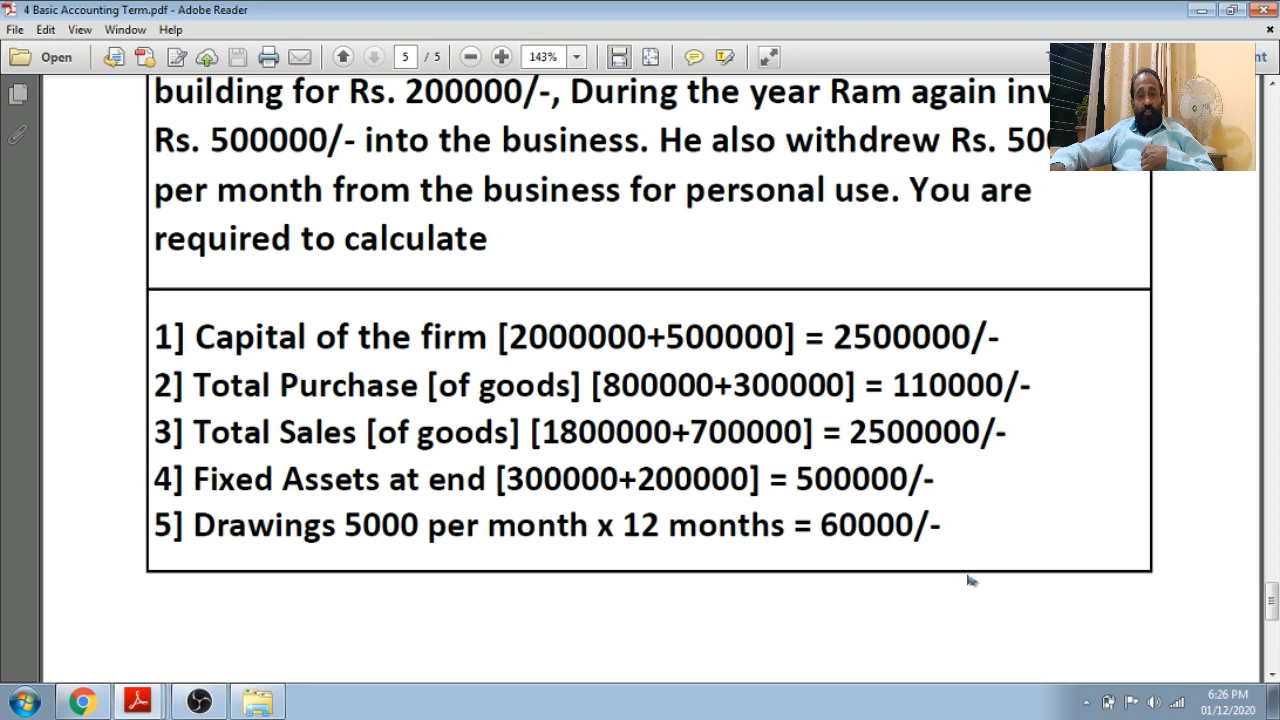 4 Basic Accounting Term.pdf - Adobe Reader
File Edit View Window Help
Open 5 / 5 143%
building for Rs. 200000/-, During the year Ram again
Rs. 500000/- into the business. He also withdrew Rs.
per month from the business for personal use. You are
required to calculate
1] Capital of the firm [2000000+500000] = 2500000/-
2] Total Purchase [of goods] [800000+300000] = 110000/-
3] Total Sales [of goods] [1800000+700000] = 2500000/-
4] Fixed Assets at end [300000+200000] = 500000/-
5] Drawings 5000 per month x 12 months = 60000/-
6:26 PM
01/12/2020